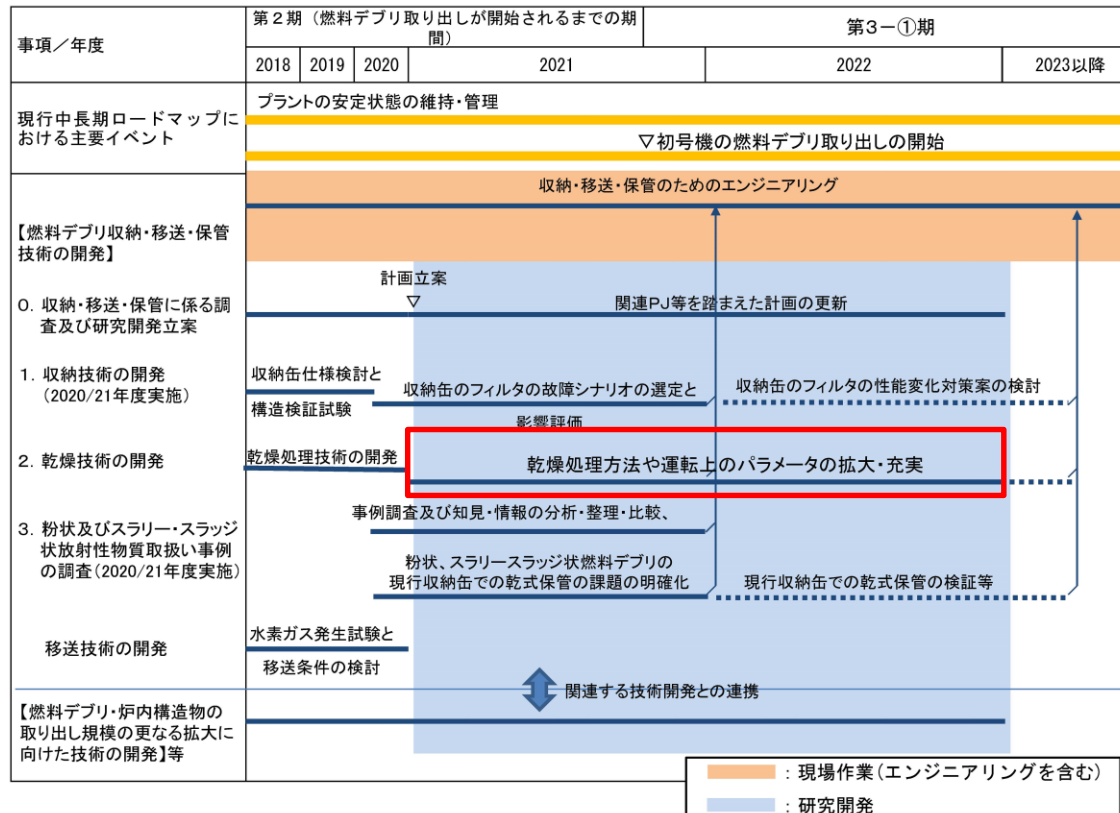 事項／年度
第２期（燃料デブリ取り出しが開始されるまでの期
間）
第３－①期
2018
2019
2020
2021
2022
2023以降
現行中長期ロードマップに
おける主要イベント
プラントの安定状態の維持・管理
▽初号機の燃料デブリ取り出しの開始
収納・移送・保管のためのエンジニアリング
【燃料デブリ収納・移送・保管
技術の開発】
計画立案
▽
０．収納・移送・保管に係る調
査及び研究開発立案
関連PJ等を踏まえた計画の更新
１．収納技術の開発
（2020/21年度実施）
収納缶仕様検討と
構造検証試験
収納缶のフィルタの故障シナリオの選定と
影響評価
収納缶のフィルタの性能変化対策案の検討
２．乾燥技術の開発
乾燥処理技術の開発
乾燥処理方法や運転上のパラメータの拡大・充実
３．粉状及びスラリー・スラッジ
状放射性物質取扱い事例
の調査（2020/21年度実施）
事例調査及び知見・情報の分析・整理・比較、
粉状、スラリースラッジ状燃料デブリの
現行収納缶での乾式保管の課題の明確化
現行収納缶での乾式保管の検証等
移送技術の開発
水素ガス発生試験と
移送条件の検討
関連する技術開発との連携
【燃料デブリ・炉内構造物の
取り出し規模の更なる拡大に
向けた技術の開発】等
：現場作業（エンジニアリングを含む）
：研究開発